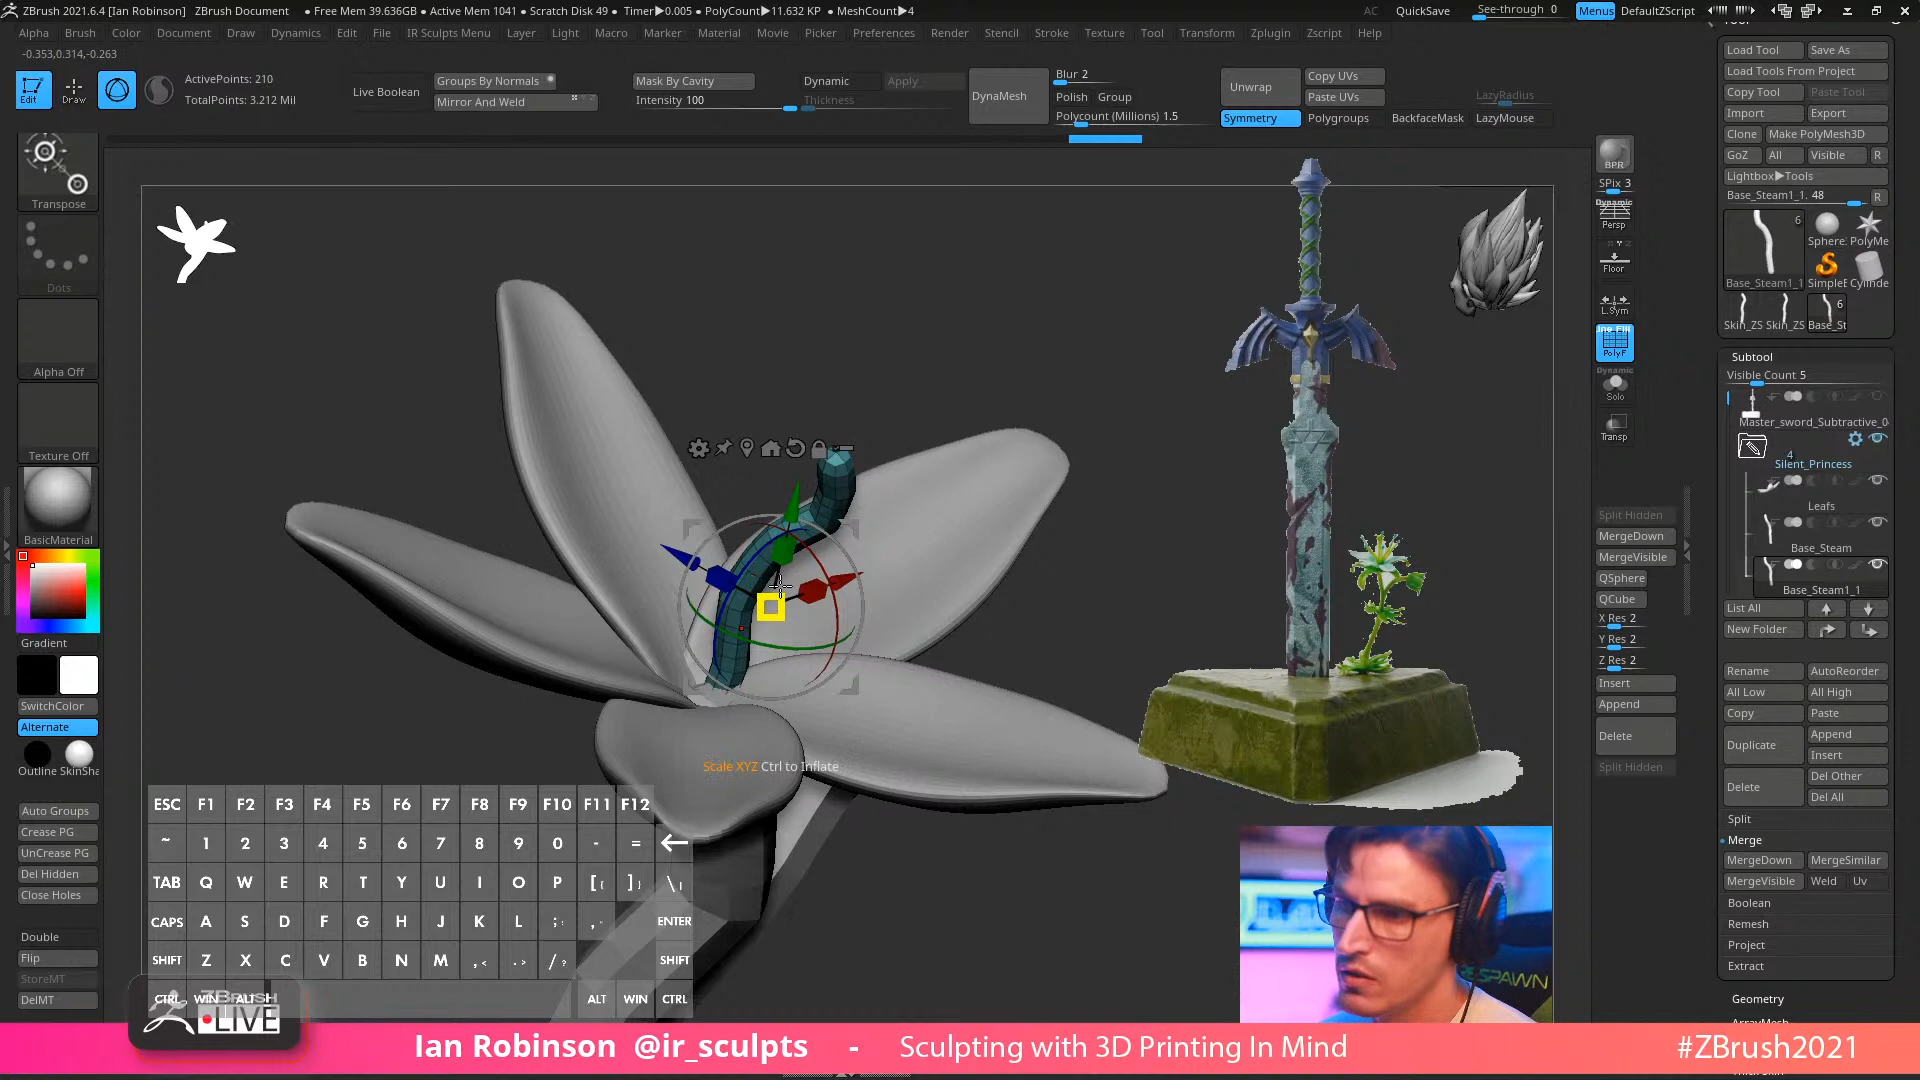 ZBrush 2021.6.4 [Ian Robinson] ZBrush Document • Free Mem 39.636GB • Active Mem 1041 • Scratch Disk 49 • Timer▶0.005 • PolyCount▶11.632 KP • MeshCount▶4
AC QuickSave See-through 0 Menus DefaultZScript
Alpha Brush Color Document Draw Dynamics Edit File IR Sculpts Menu Layer Light Macro Marker Material Movie Picker Preferences Render Stencil Stroke Texture Tool Transform Zplugin Zscript Help
-0.353,0.314,-0.263
Edit Draw
ActivePoints: 210
TotalPoints: 3.212 Mil
Live Boolean
Groups By Normals
Mirror And Weld
Mask By Cavity
Intensity 100
Dynamic Apply
Thickness
DynaMesh
Blur 2
Polish Group
Polycount (Millions) 1.5
Unwrap
Copy UVs
Paste UVs
Symmetry Polygroups
LazyRadius
BackfaceMask LazyMouse
Transpose
Dots
Alpha Off
Texture Off
BasicMaterial
Gradient
SwitchColor
Alternate
Outline SkinSha
Auto Groups
Crease PG
UnCrease PG
Del Hidden
Close Holes
Double
Flip
StoreMT
DelMT
Scale XYZ Ctrl to Inflate
ESC F1 F2 F3 F4 F5 F6 F7 F8 F9 F10 F11 F12
~ 1 2 3 4 5 6 7 8 9 0 - =
TAB Q W E R T Y U I O P [{ ]} \|
CAPS A S D F G H J K L ;: ENTER
SHIFT Z X C V B N M ,< .> /? SHIFT
CTRL WIN ALT ALT WIN CTRL
BPR
SPix 3
Dynamic
Persp
Floor
L.Sym
Line Fill
PolyF
Dynamic
Solo
Transp
Split Hidden
MergeDown
MergeVisible
QSphere
QCube
X Res 2
Y Res 2
Z Res 2
Insert
Append
Delete
Split Hidden
Tool
Load Tool Save As
Load Tools From Project
Copy Tool Paste Tool
Import Export
Clone Make PolyMesh3D
GoZ All Visible R
Lightbox▶Tools
Base_Steam1_1. 48 R
6
Sphere PolyMe
Base_Steam1_1 SimpleB Cylinde
6
Skin_ZS Skin_ZS Base_St
Subtool
Visible Count 5
Master_sword_Subtractive_0
4
Silent_Princess
Leafs
Base_Steam
Base_Steam1_1
List All
New Folder
Rename AutoReorder
All Low All High
Copy Paste
Duplicate Append
Insert
Delete Del Other
Del All
Split
Merge
MergeDown MergeSimilar
MergeVisible Weld Uv
Boolean
Remesh
Project
Extract
Geometry
ArrayMesh
RESPAWN
ZBRUSH
LIVE
Ian Robinson @ir_sculpts - Sculpting with 3D Printing In Mind #ZBrush2021